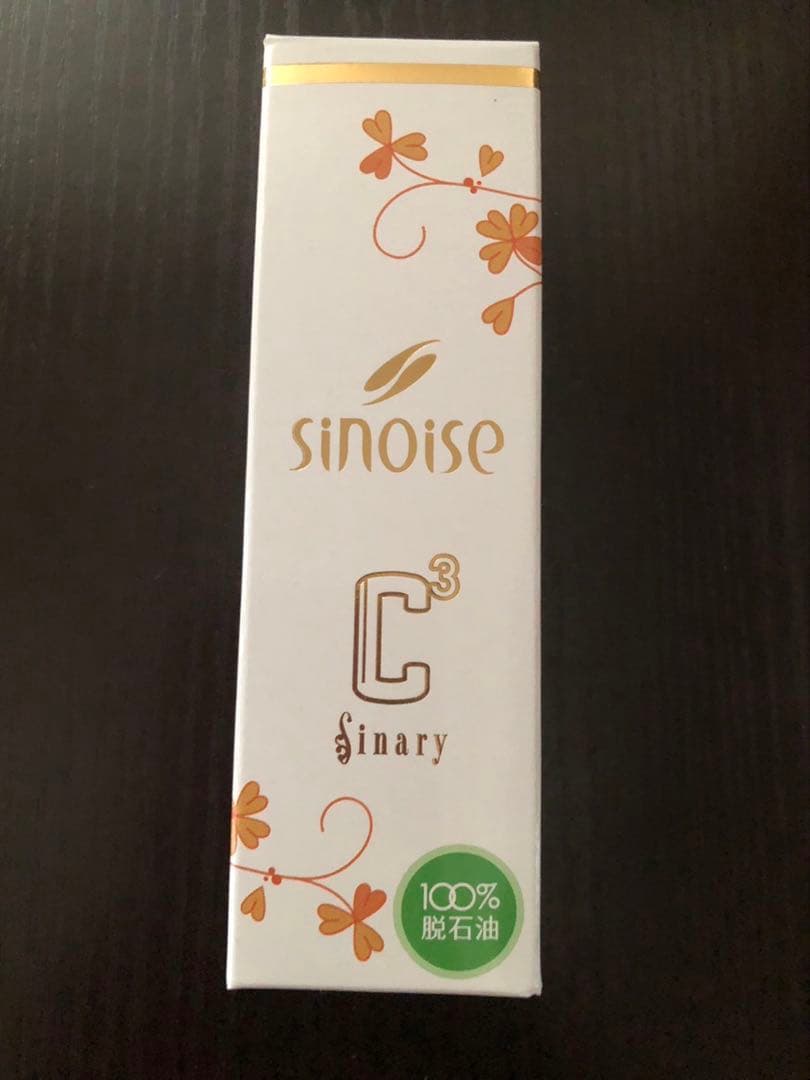 sinoise
C³
Sinary
100%
脱石油